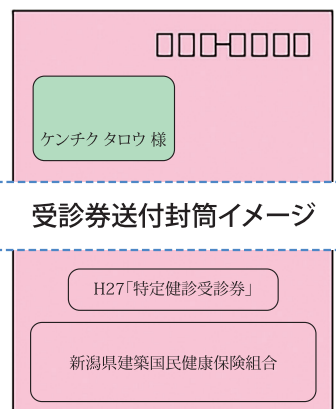 ケンチク タロウ 様
受診券送付封筒イメージ
H27「特定健診受診券」
新潟県建築国民健康保険組合